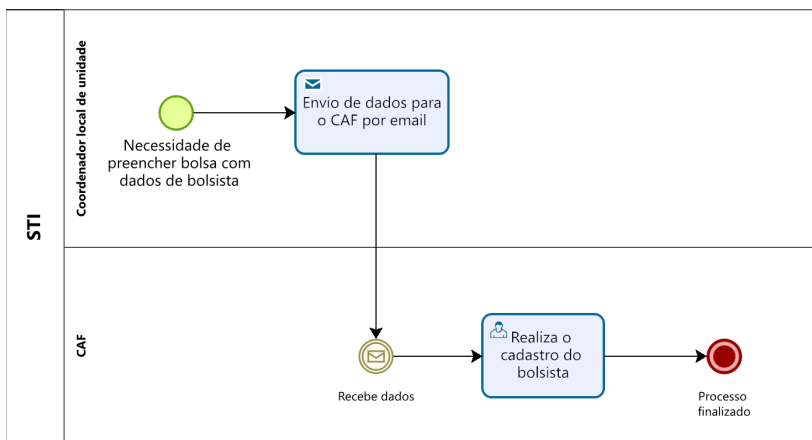 STI
Coordenador local de unidade
Necessidade de
preencher bolsa com
dados de bolsista
Envio de dados para
o CAF por email
CAF
Recebe dados
Realiza o
cadastro do
bolsista
Processo
finalizado